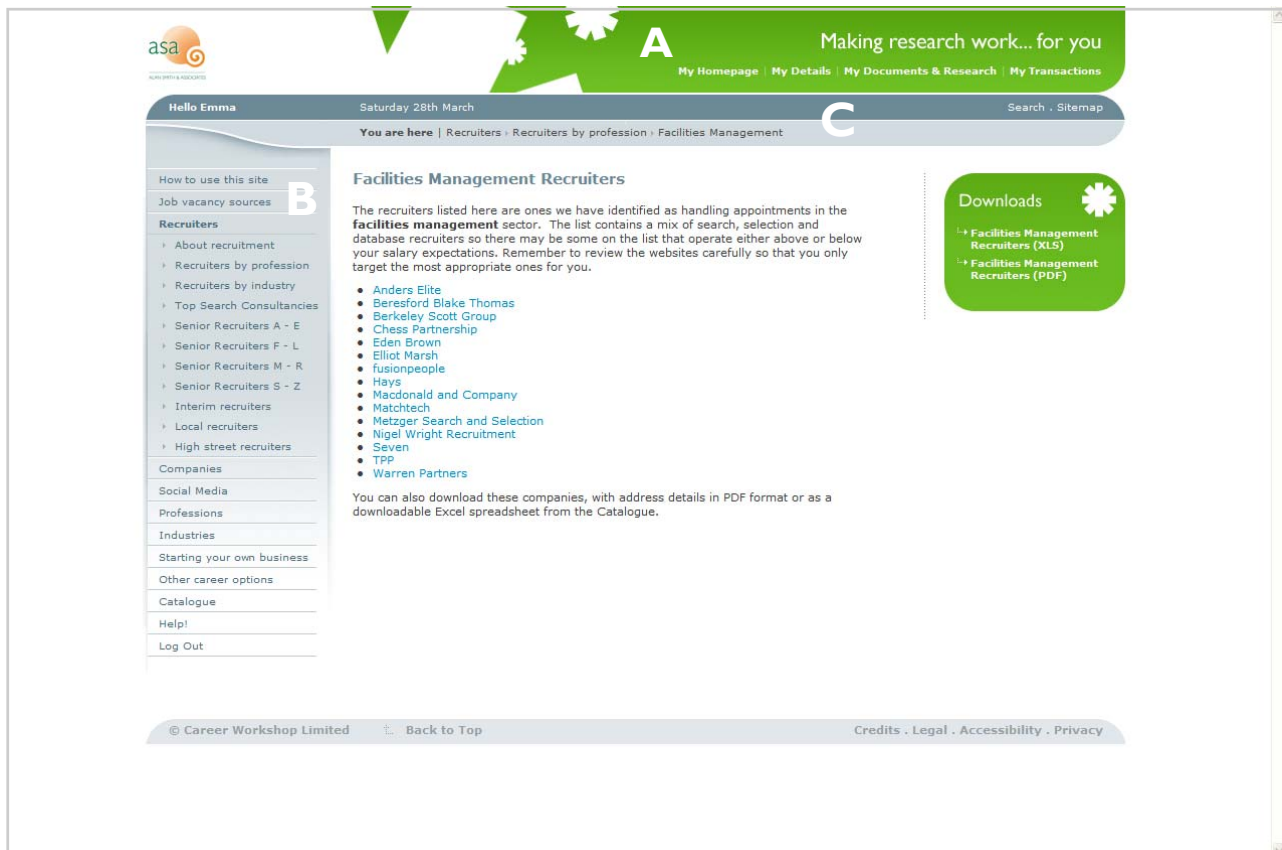 asa
ALAN SMITH & ASSOCIATES
A
Making research work... for you
My Homepage | My Details | My Documents & Research | My Transactions
Hello Emma
Saturday 28th March
C
Search . Sitemap
You are here | Recruiters › Recruiters by profession › Facilities Management
How to use this site
B
Job vacancy sources
Recruiters
About recruitment
Recruiters by profession
Recruiters by industry
Top Search Consultancies
Senior Recruiters A - E
Senior Recruiters F - L
Senior Recruiters M - R
Senior Recruiters S - Z
Interim recruiters
Local recruiters
High street recruiters
Companies
Social Media
Professions
Industries
Starting your own business
Other career options
Catalogue
Help!
Log Out
Facilities Management Recruiters
The recruiters listed here are ones we have identified as handling appointments in the
facilities management sector. The list contains a mix of search, selection and
database recruiters so there may be some on the list that operate either above or below
your salary expectations. Remember to review the websites carefully so that you only
target the most appropriate ones for you.
• Anders Elite
• Beresford Blake Thomas
• Berkeley Scott Group
• Chess Partnership
• Eden Brown
• Elliot Marsh
• fusionpeople
• Hays
• Macdonald and Company
• Matchtech
• Metzger Search and Selection
• Nigel Wright Recruitment
• Seven
• TPP
• Warren Partners
You can also download these companies, with address details in PDF format or as a
downloadable Excel spreadsheet from the Catalogue.
Downloads
Facilities Management
Recruiters (XLS)
Facilities Management
Recruiters (PDF)
© Career Workshop Limited
Back to Top
Credits . Legal . Accessibility . Privacy